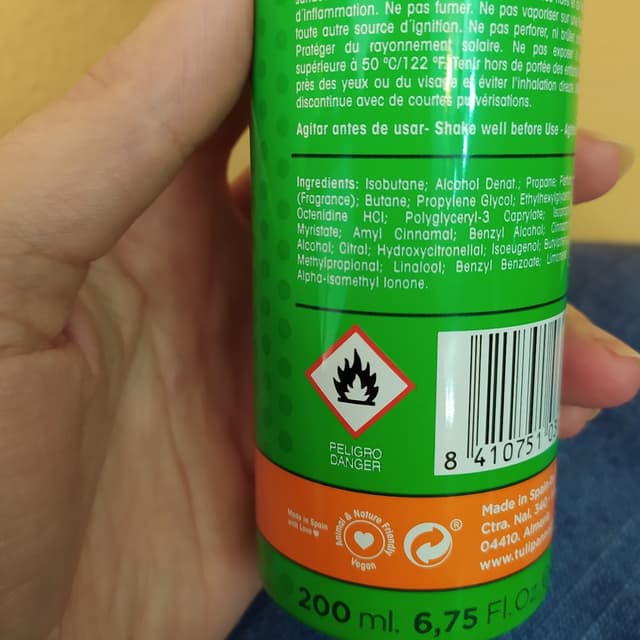 d'inflammation. Ne pas fumer. Ne pas vaporiser sur une
toute autre source d'ignition. Ne pas perforer, ni brûler
Protéger du rayonnement solaire. Ne pas exposer
supérieure à 50 °C/122 °F. Tenir hors de portée des
près des yeux ou du visage et éviter l'inhalation
discontinue avec de courtes pulvérisations.
Agitar antes de usar- Shake well before Use -
Ingredients: Isobutane; Alcohol Denat.; Propane;
(Fragrance); Butane; Propylene Glycol;
Octenidine HCl; Polyglyceryl-3 Caprylate;
Myristate; Amyl Cinnamal; Benzyl Alcohol;
Alcohol; Citral; Hydroxycitronellal; Isoeugenol;
Methylpropional; Linalool; Benzyl Benzoate;
Alpha-isomethyl Ionone.
PELIGRO
DANGER
8 410751
Made in Spain
with Love
Animal & Nature Friendly
Vegan
®
Made in Spain
Ctra. Nal. 340
04410.
200 ml. 6,75 Fl.Oz.